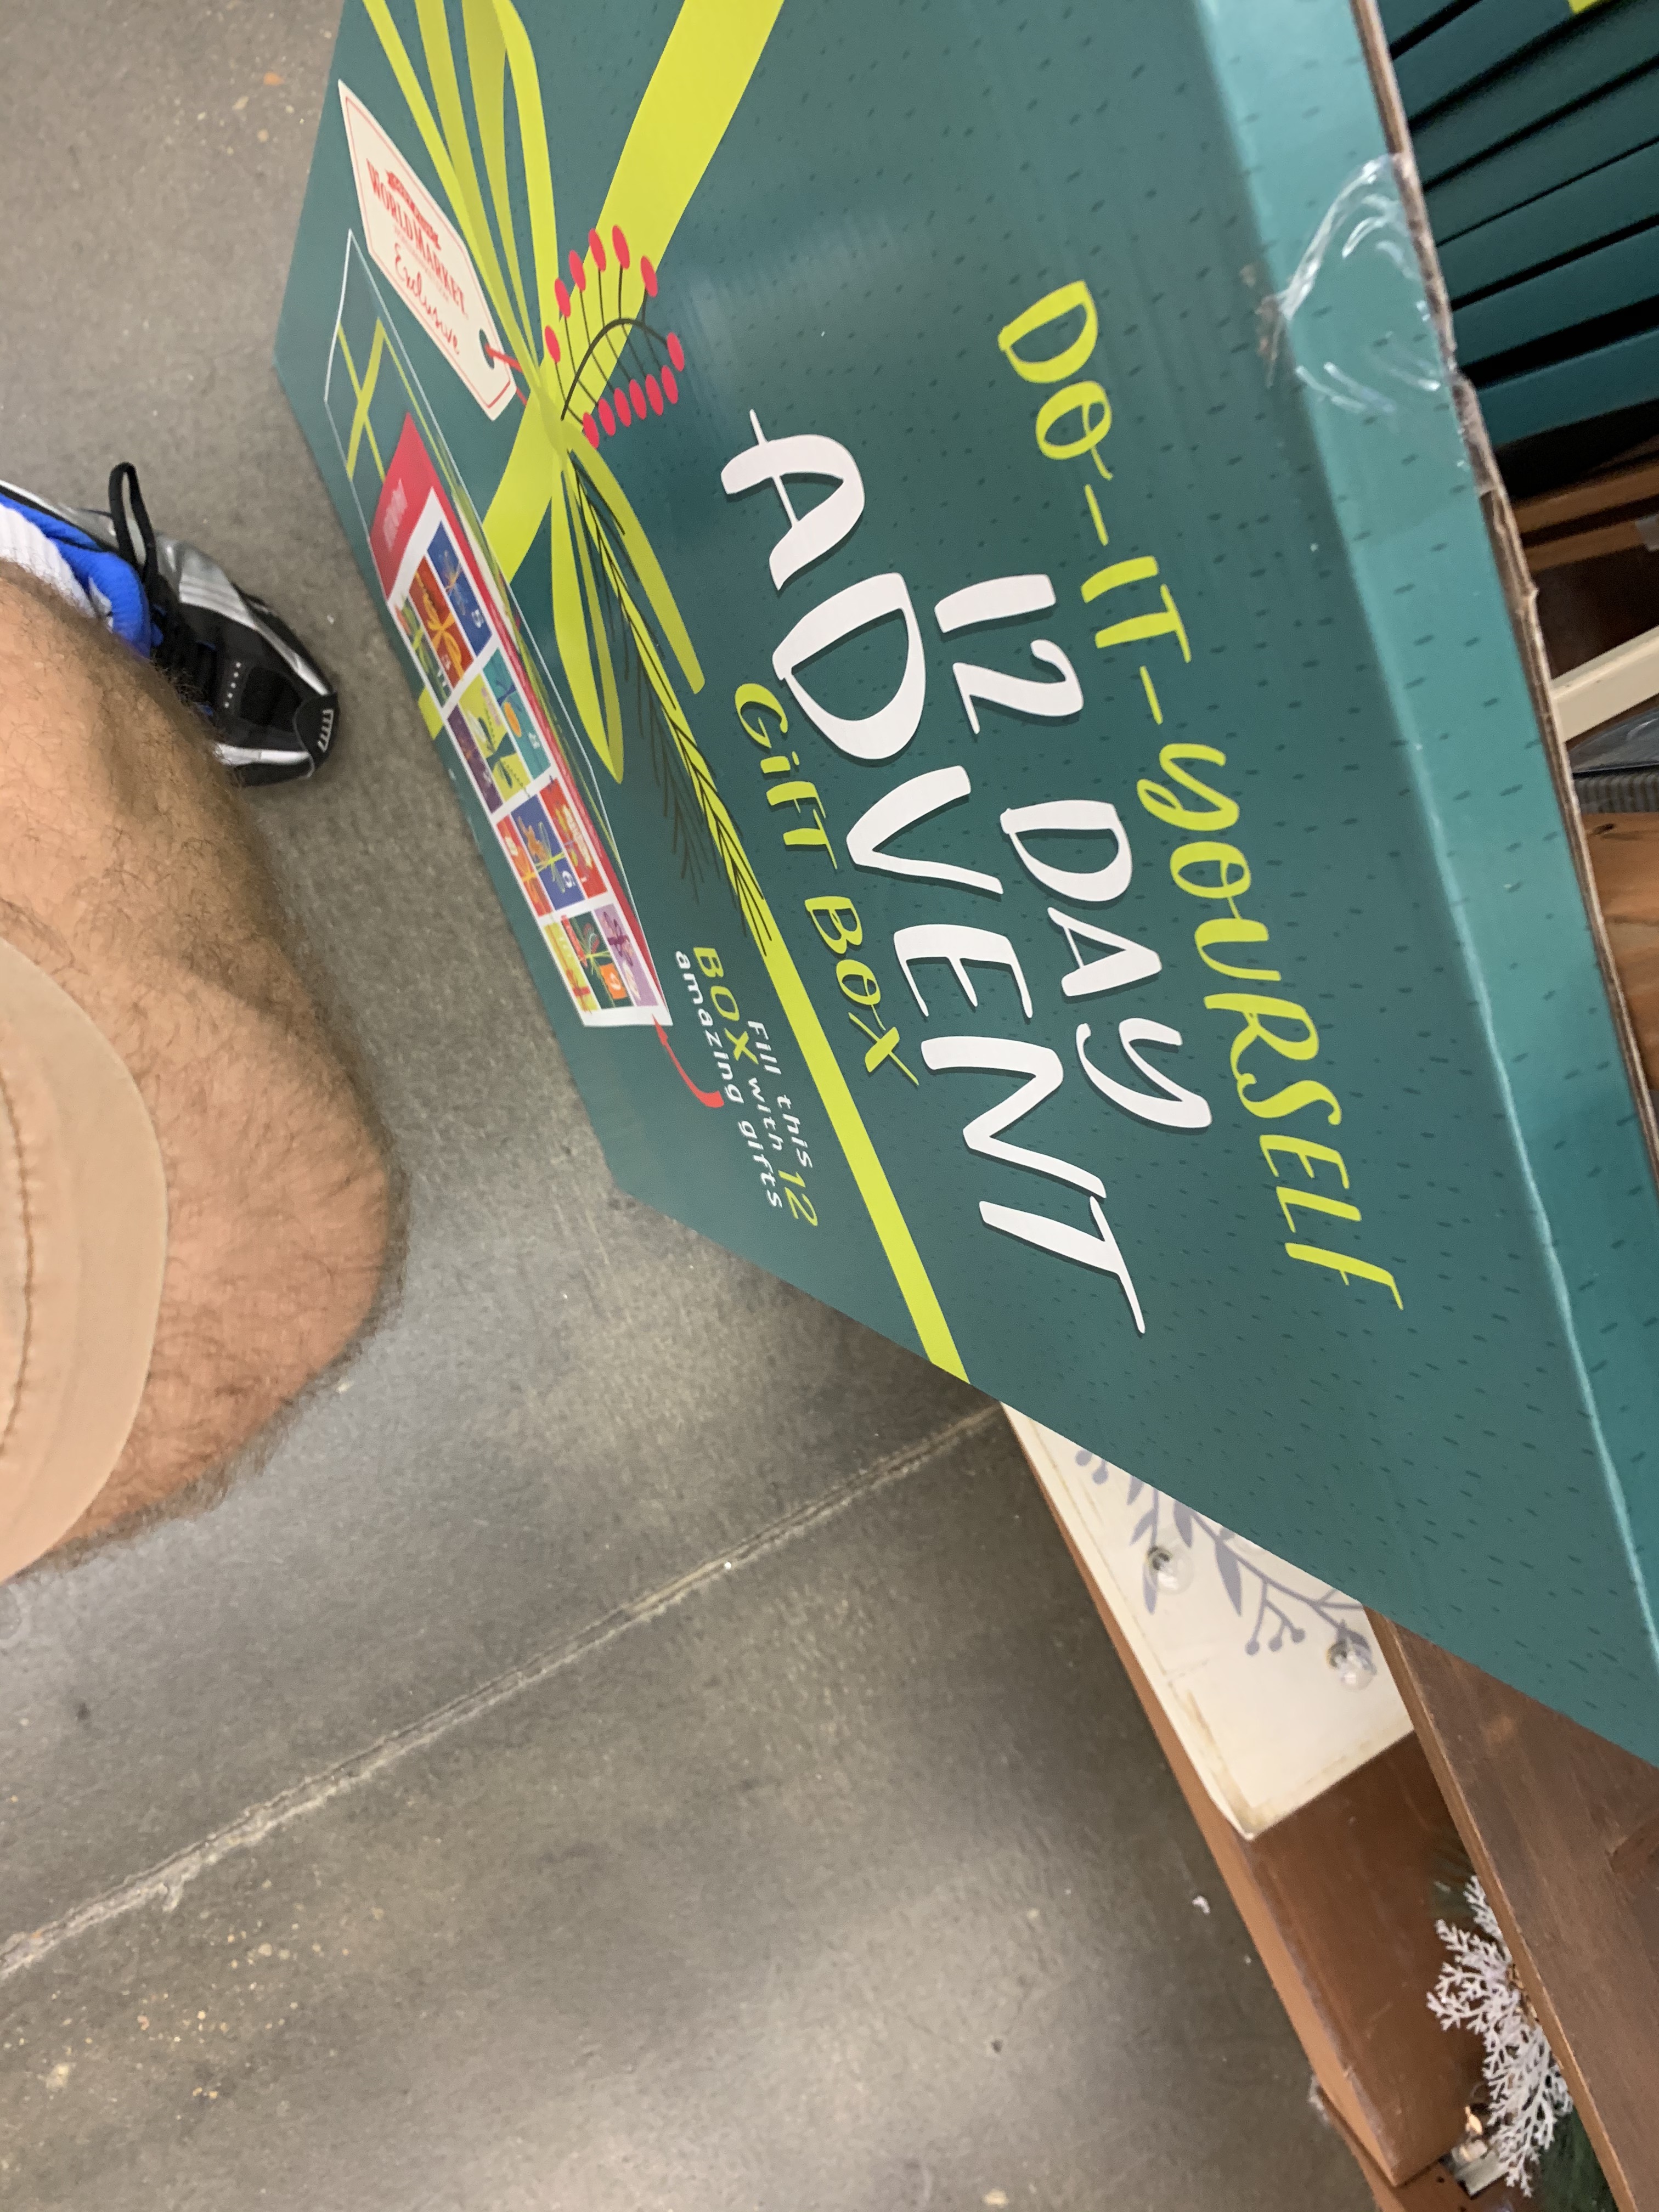 DO-IT-YOURSELF
12 DAY
ADVENT
GIFT BOX
Fill this 12
BOX with
amazing gifts
WORLD MARKET
Exclusive